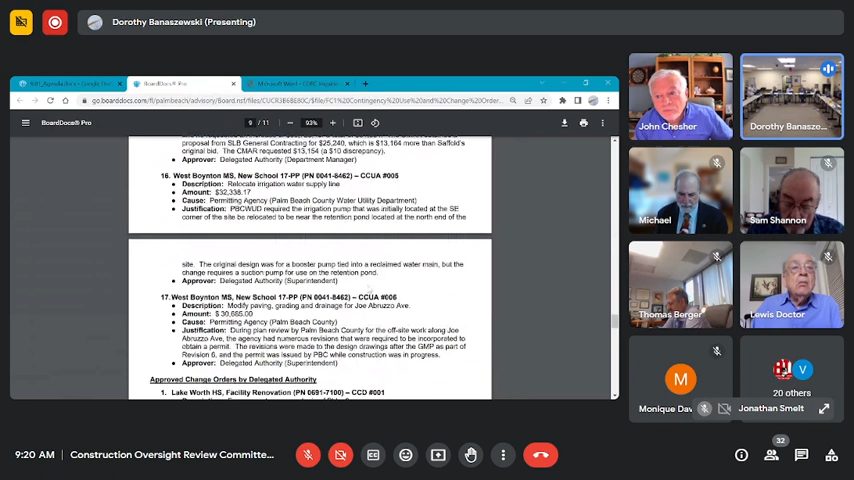 Dorothy Banaszewski (Presenting)
BoardDocs® Pro
Microsoft Word - CORC
go.boarddocs.com/fl/palmbeach/advisory/Board.nsf/files/
BoardDocs® Pro
9 / 11
93%
proposal from SLB General Contracting for $25,240, which is $13,164 more than Saffold's
original bid. The CMAR requested $13,154 (a $10 discrepancy).
• Approver: Delegated Authority (Department Manager)
16. West Boynton MS, New School 17-PP (PN 0041-8462) – CCUA #005
• Description: Relocate irrigation water supply line
• Amount: $32,338.17
• Cause: Permitting Agency (Palm Beach County Water Utility Department)
• Justification: PBCWUD required the irrigation pump that was initially located at the SE
corner of the site be relocated to be near the retention pond located at the north end of the
site. The original design was for a booster pump tied into a reclaimed water main, but the
change requires a suction pump for use on the retention pond.
• Approver: Delegated Authority (Superintendent)
17. West Boynton MS, New School 17-PP (PN 0041-8462) – CCUA #006
• Description: Modify paving, grading and drainage for Joe Abruzzo Ave.
• Amount: $ 30,665.00
• Cause: Permitting Agency (Palm Beach County)
• Justification: During plan review by Palm Beach County for the off-site work along Joe
Abruzzo Ave, the agency had numerous revisions that were required to be incorporated to
obtain a permit. The revisions were made to the design drawings after the GMP as part of
Revision 6, and the permit was issued by PBC while construction was in progress.
• Approver: Delegated Authority (Superintendent)
Approved Change Orders by Delegated Authority
1. Lake Worth HS, Facility Renovation (PN 0691-7100) – CCD #001
John Chesher
Dorothy Banaszew...
Michael
Sam Shannon
Thomas Berger
Lewis Doctor
M
V
Monique Dav
20 others
Jonathan Smelt
9:20 AM | Construction Oversight Review Committe...
32